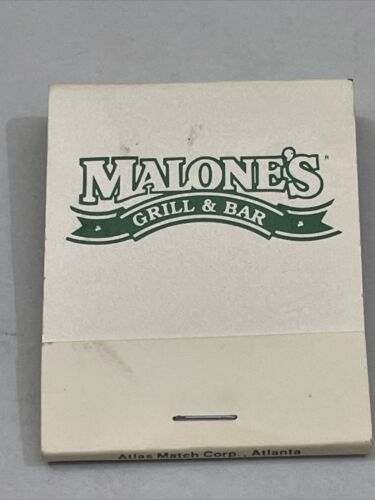 MALONE'S
GRILL & BAR
Atlas Match Corp., Atlanta